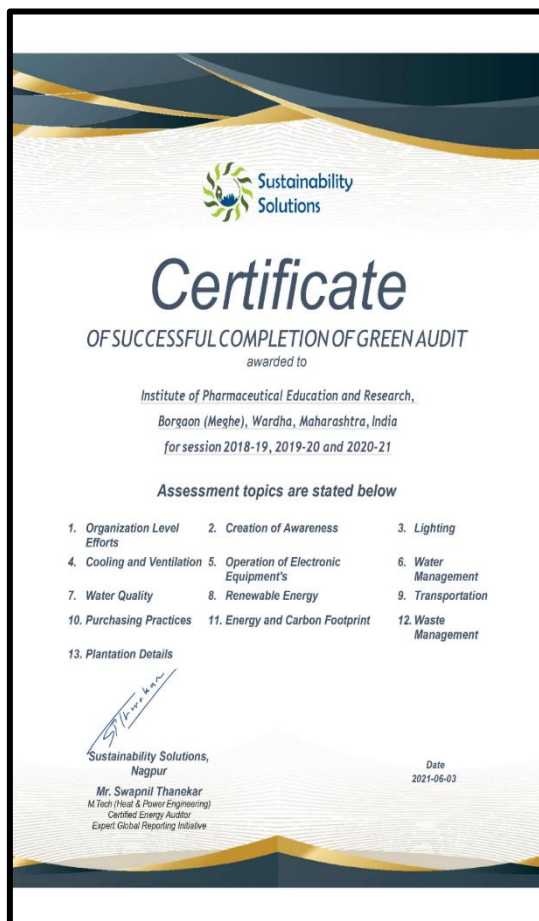 Sustainability
Solutions
Certificate
OF SUCCESSFUL COMPLETION OF GREEN AUDIT
awarded to
Institute of Pharmaceutical Education and Research,
Borgaon (Meghe), Wardha, Maharashtra, India
for session 2018-19, 2019-20 and 2020-21
Assessment topics are stated below
1. Organization Level Efforts
2. Creation of Awareness
3. Lighting
4. Cooling and Ventilation
5. Operation of Electronic Equipment's
6. Water Management
7. Water Quality
8. Renewable Energy
9. Transportation
10. Purchasing Practices
11. Energy and Carbon Footprint
12. Waste Management
13. Plantation Details
Sustainability Solutions,
Nagpur
Mr. Swapnil Thanekar
M.Tech (Heat & Power Engineering)
Certified Energy Auditor
Expert Global Reporting Initiative
Date
2021-06-03